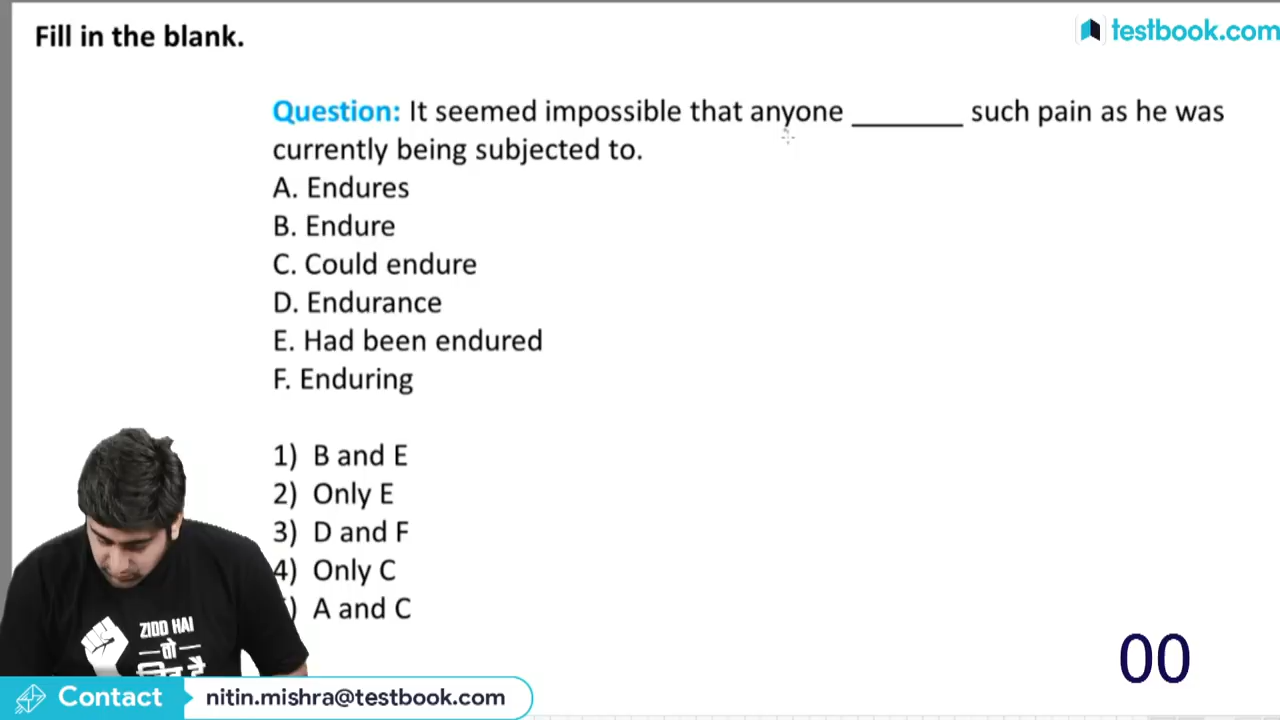 Fill in the blank.
testbook.com
Question: It seemed impossible that anyone _______ such pain as he was
currently being subjected to.
A. Endures
B. Endure
C. Could endure
D. Endurance
E. Had been endured
F. Enduring
1) B and E
2) Only E
3) D and F
4) Only C
) A and C
ZIDD HAI
तो
00
Contact nitin.mishra@testbook.com